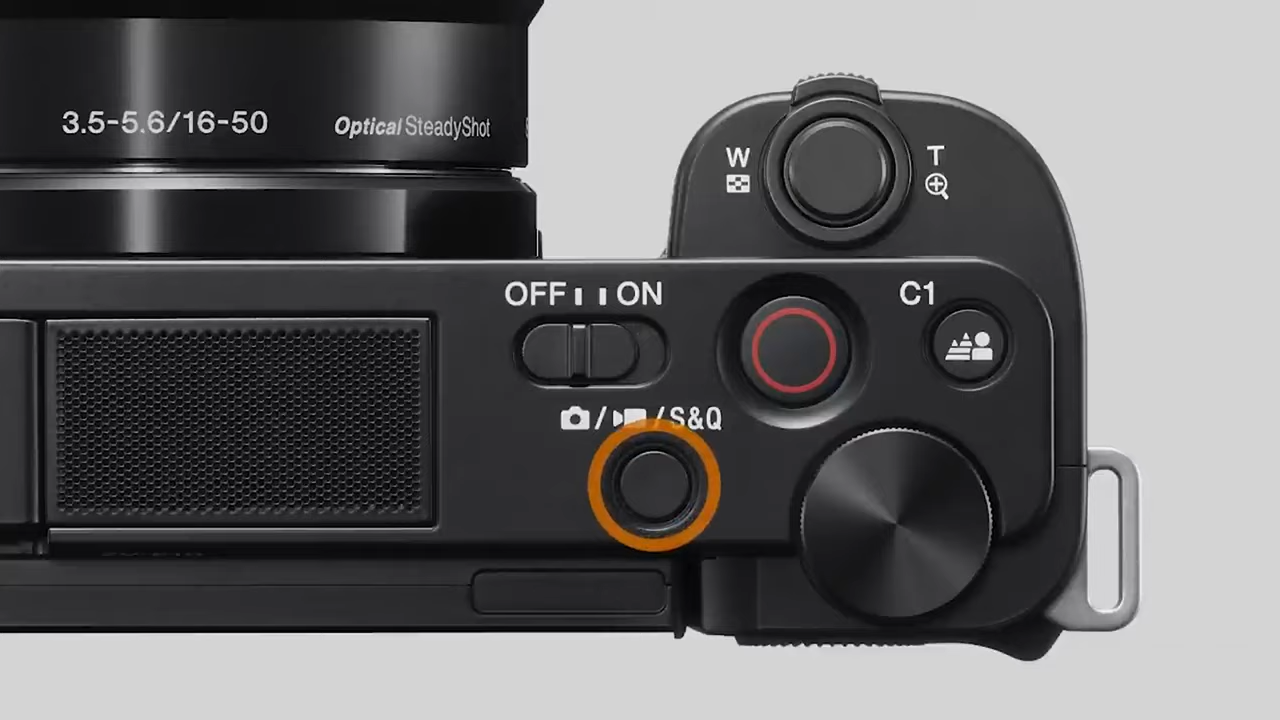 3.5-5.6/16-50
Optical SteadyShot
W
T
OFF ON
C1
/ / S&Q